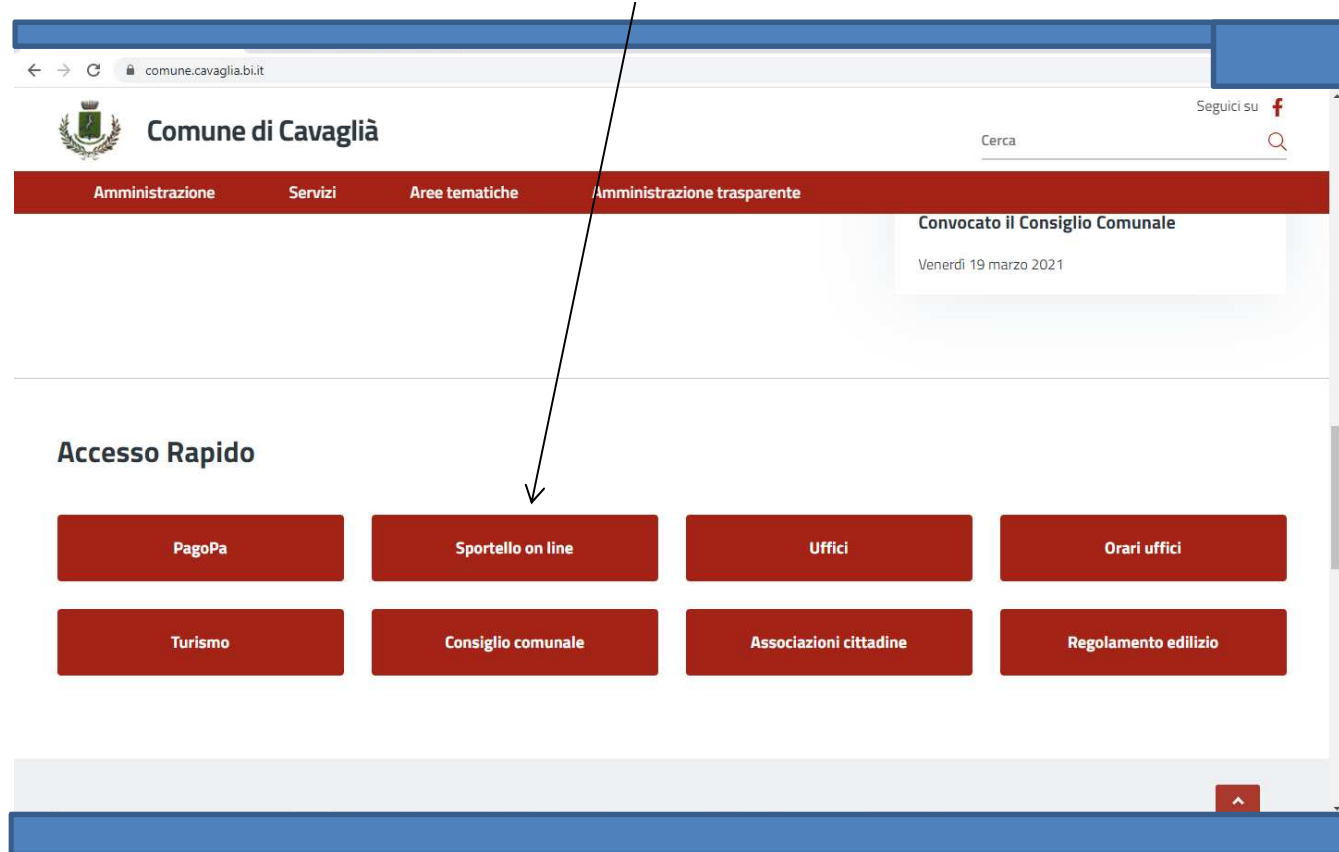 comune.cavaglia.bi.it
Seguici su
Comune di Cavaglià
Cerca
Amministrazione Servizi Aree tematiche Amministrazione trasparente
Convocato il Consiglio Comunale
Venerdì 19 marzo 2021
Accesso Rapido
PagoPa Sportello on line Uffici Orari uffici
Turismo Consiglio comunale Associazioni cittadine Regolamento edilizio